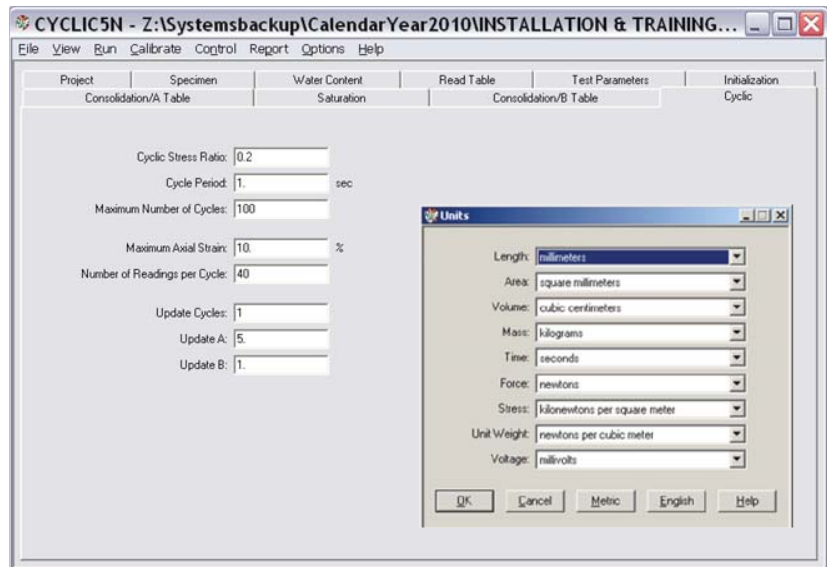 CYCLIC5N - Z:\Systemsbackup\CalendarYear2010\INSTALLATION & TRAINING...
File View Run Calibrate Control Report Options Help
Project Specimen Water Content Read Table Test Parameters Initialization
Consolidation/A Table Saturation Consolidation/B Table Cyclic
Cyclic Stress Ratio: 0.2
Cycle Period: 1. sec
Maximum Number of Cycles: 100
Maximum Axial Strain: 10. %
Number of Readings per Cycle: 40
Update Cycles: 1
Update A: 5.
Update B: 1.
Units
Length: millimeters
Area: square millimeters
Volume: cubic centimeters
Mass: kilograms
Time: seconds
Force: newtons
Stress: kilonewtons per square meter
Unit Weight: newtons per cubic meter
Voltage: millivolts
OK Cancel Metric English Help